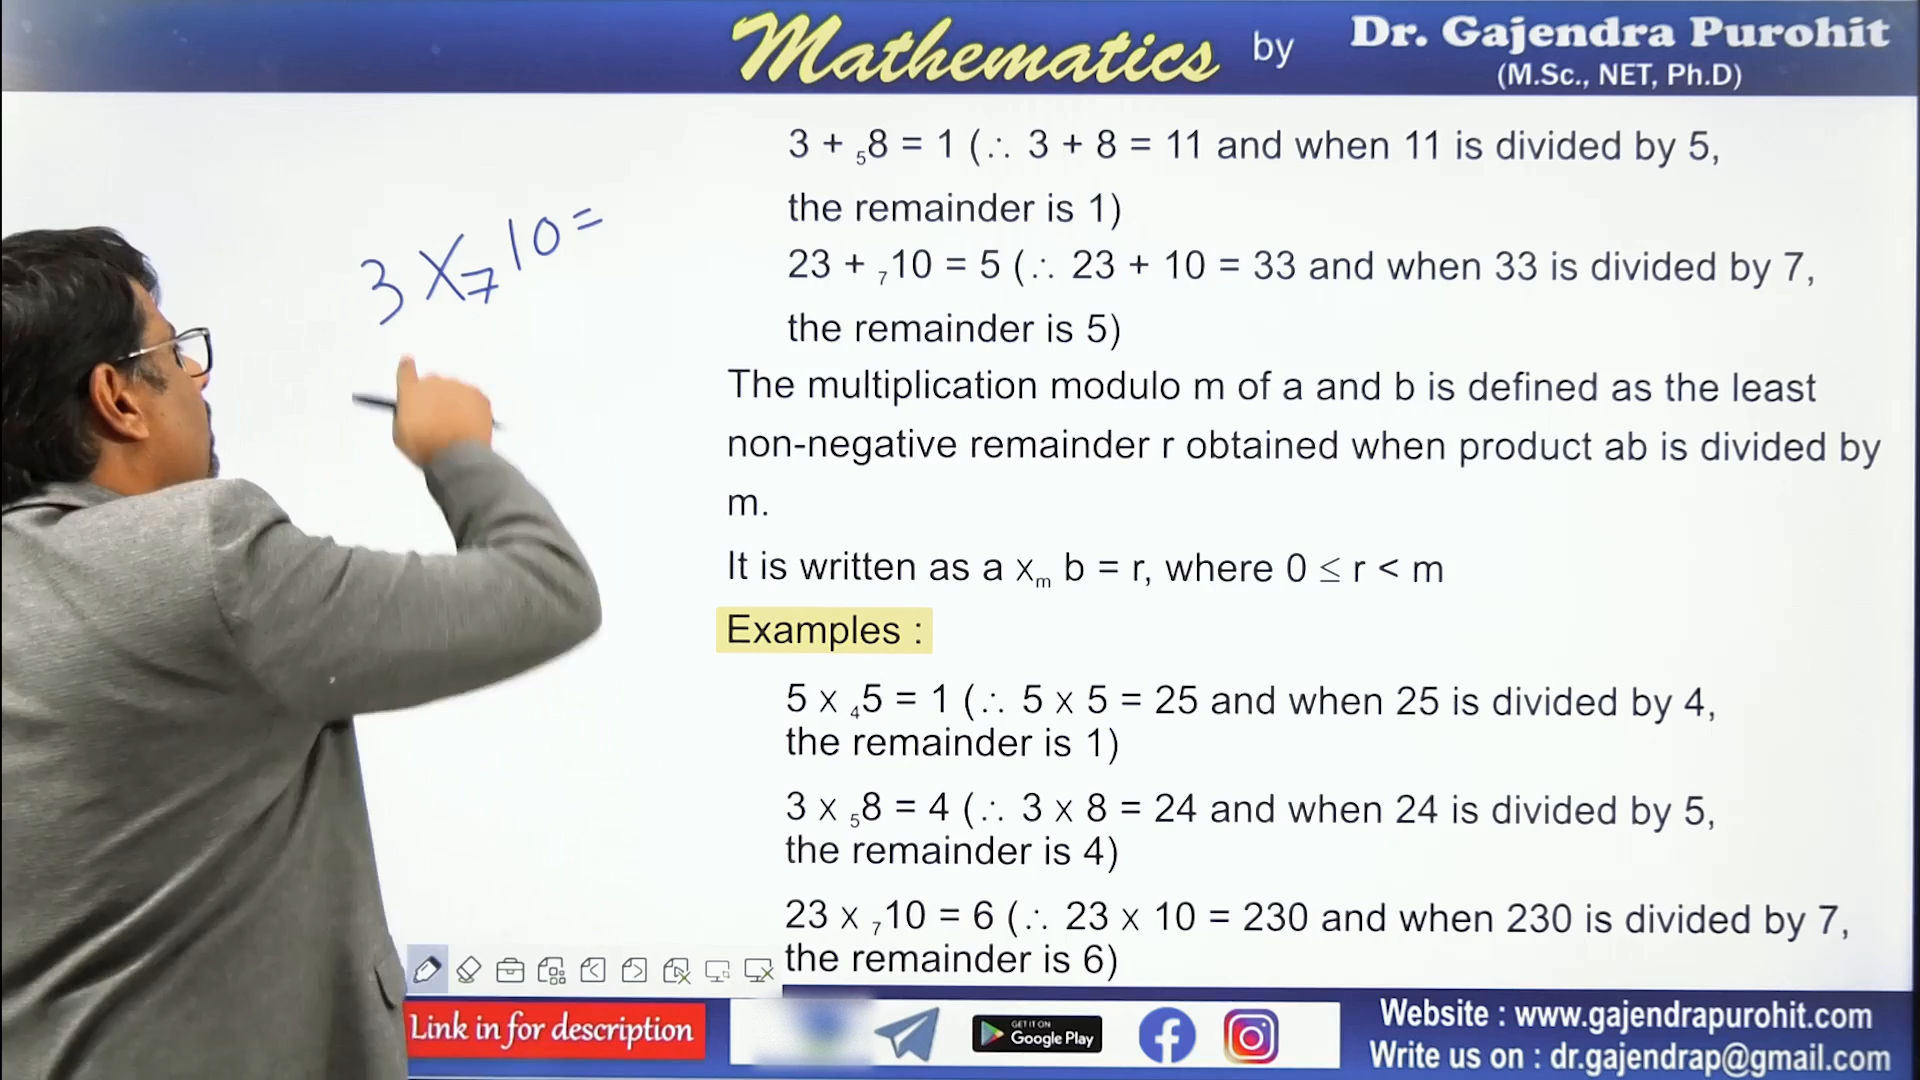 Mathematics by Dr. Gajendra Purohit
(M.Sc., NET, Ph.D)
3 X₇ 10 =
3 + ₅8 = 1 (∴ 3 + 8 = 11 and when 11 is divided by 5,
the remainder is 1)
23 + ₇10 = 5 (∴ 23 + 10 = 33 and when 33 is divided by 7,
the remainder is 5)
The multiplication modulo m of a and b is defined as the least
non-negative remainder r obtained when product ab is divided by
m.
It is written as a xₘ b = r, where 0 ≤ r < m
Examples :
5 x ₄5 = 1 (∴ 5 x 5 = 25 and when 25 is divided by 4,
the remainder is 1)
3 x ₅8 = 4 (∴ 3 x 8 = 24 and when 24 is divided by 5,
the remainder is 4)
23 x ₇10 = 6 (∴ 23 x 10 = 230 and when 230 is divided by 7,
the remainder is 6)
Link in for description
GET IT ON
Google Play
Website : www.gajendrapurohit.com
Write us on : dr.gajendrap@gmail.com